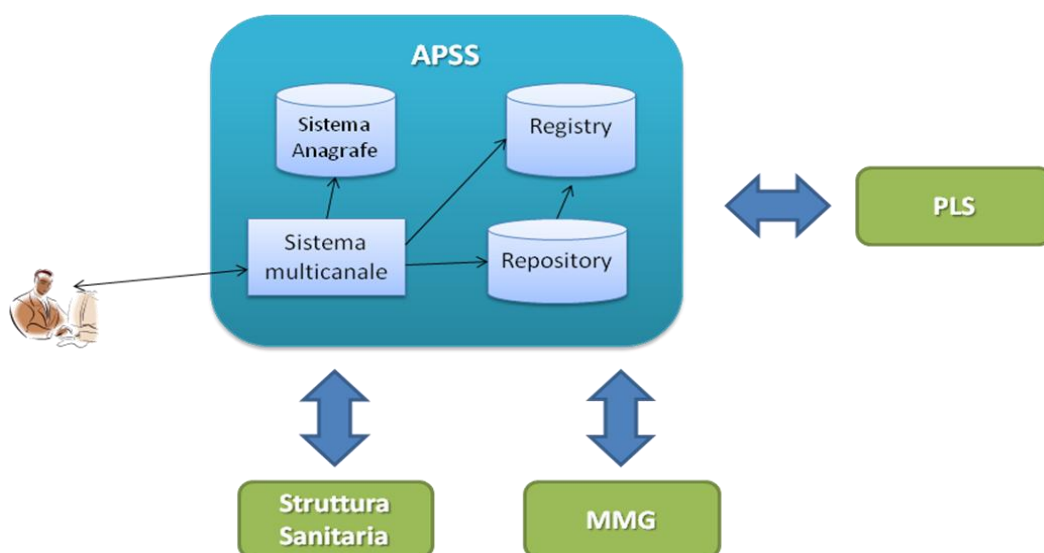 APSS
Sistema
Anagrafe
Registry
Sistema
multicanale
Repository
PLS
Struttura
Sanitaria
MMG